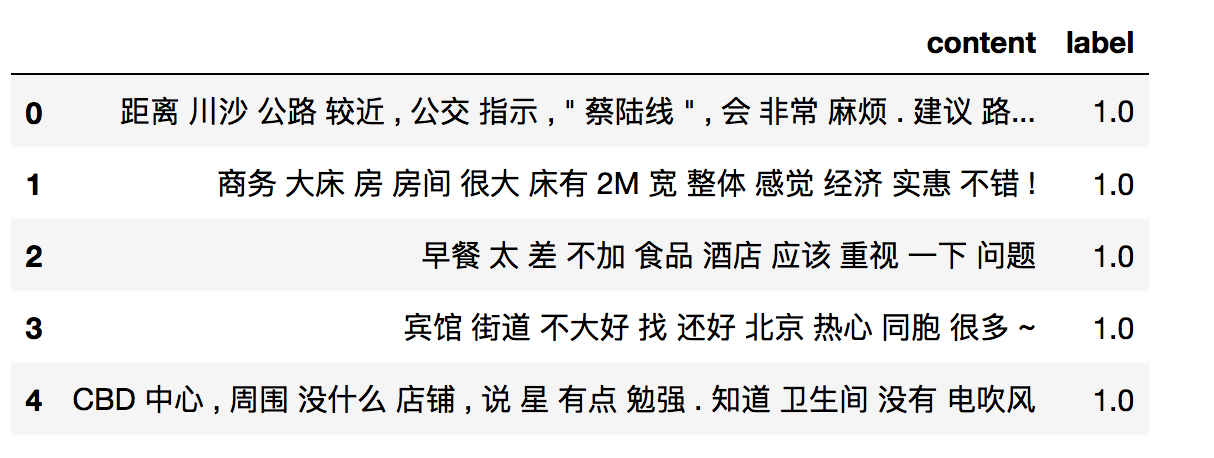 content label
0 距离 川沙 公路 较近 , 公交 指示 , " 蔡陆线 " , 会 非常 麻烦 . 建议 路... 1.0
1 商务 大床 房 房间 很大 床有 2M 宽 整体 感觉 经济 实惠 不错 ! 1.0
2 早餐 太 差 不加 食品 酒店 应该 重视 一下 问题 1.0
3 宾馆 街道 不大好 找 还好 北京 热心 同胞 很多 ~ 1.0
4 CBD 中心 , 周围 没什么 店铺 , 说 星 有点 勉强 . 知道 卫生间 没有 电吹风 1.0